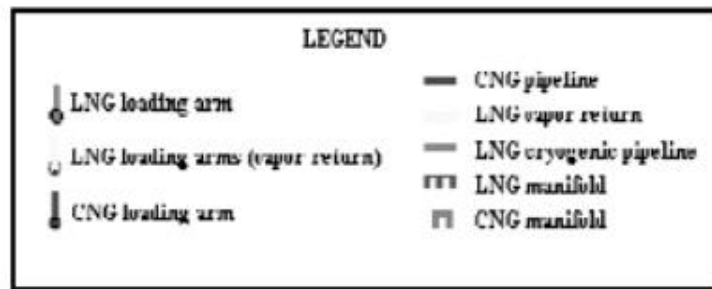 LEGEND
LNG loading arm
LNG loading arms (vapor return)
CNG loading arm
CNG pipeline
LNG vapor return
LNG cryogenic pipeline
LNG manifold
CNG manifold